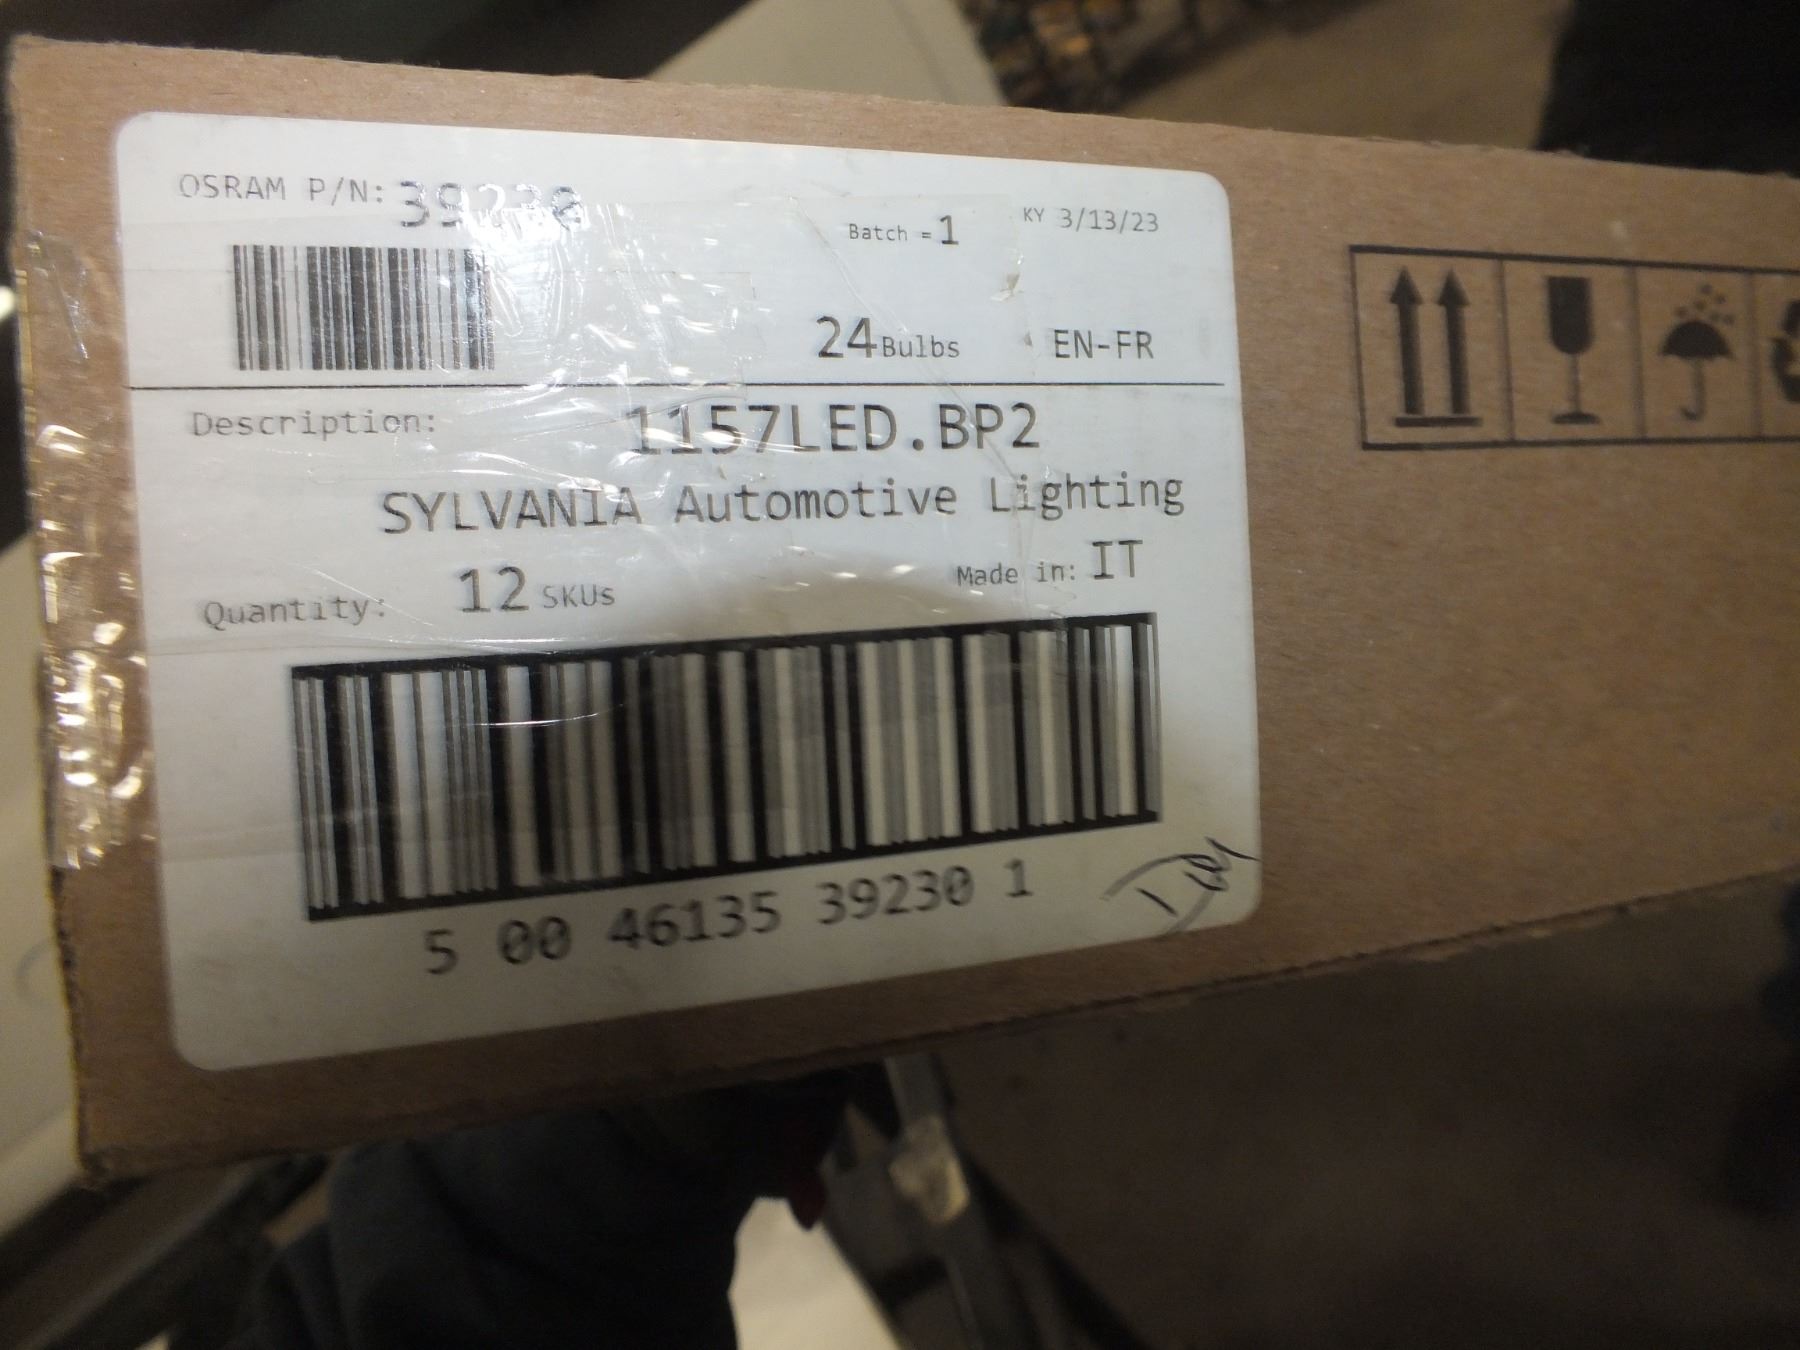 OSRAM P/N: 39230
Batch = 1
KY 3/13/23
24 Bulbs
EN-FR
Description: 1157LED.BP2
SYLVANIA Automotive Lighting
Quantity: 12 SKUs
Made in: IT
5 00 46135 39230 1